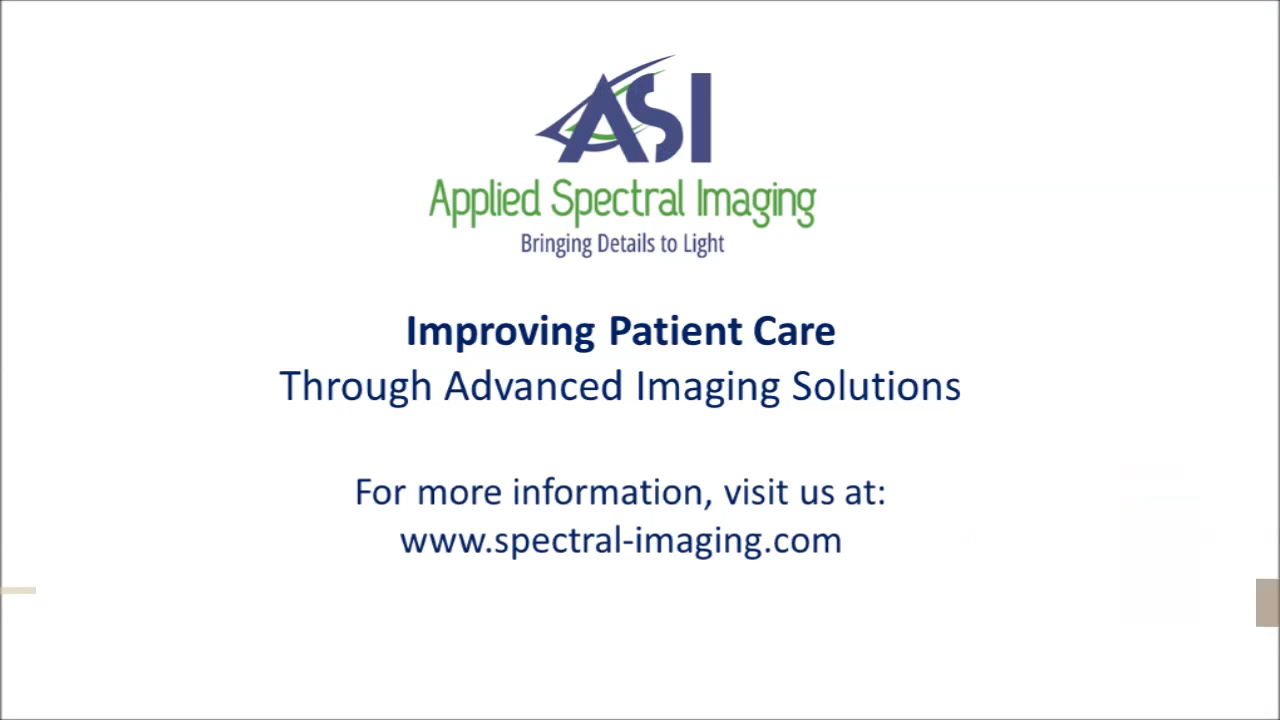 ASI
Applied Spectral Imaging
Bringing Details to Light
Improving Patient Care
Through Advanced Imaging Solutions
For more information, visit us at:
www.spectral-imaging.com